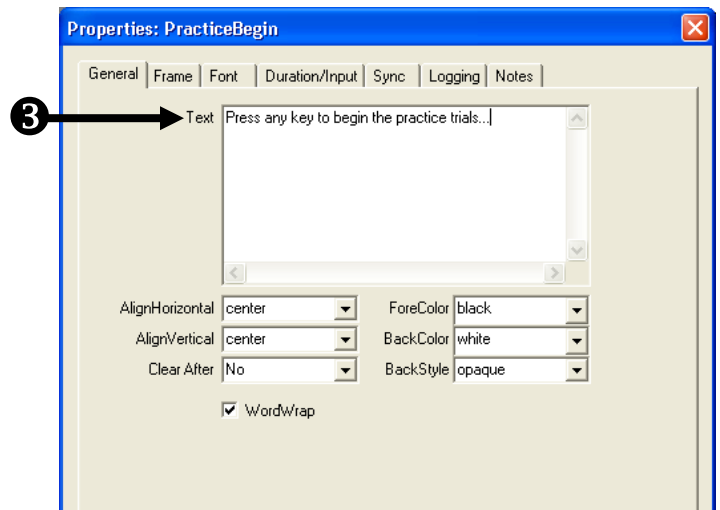 Properties: PracticeBegin
General Frame Font Duration/Input Sync Logging Notes
3 Text Press any key to begin the practice trials...
AlignHorizontal center ForeColor black
AlignVertical center BackColor white
Clear After No BackStyle opaque
WordWrap